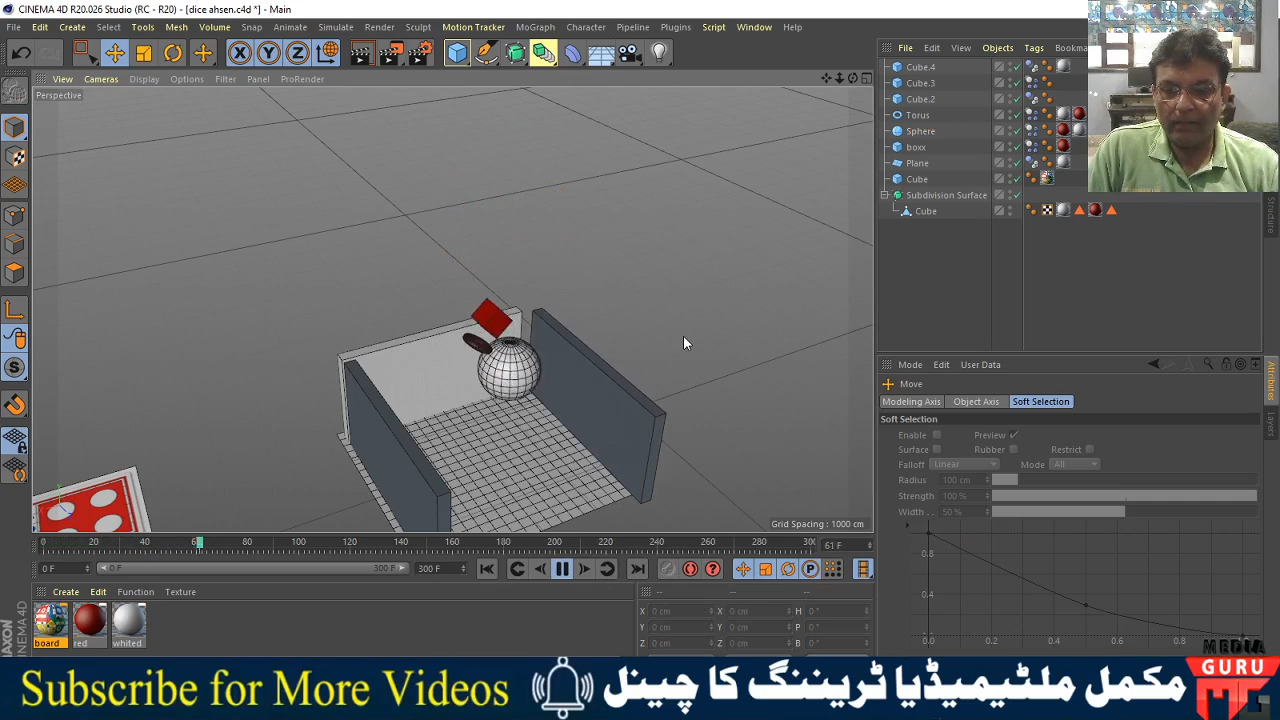 CINEMA 4D R20.026 Studio (RC - R20) - [dice ahsen.c4d *] - Main
File Edit Create Select Tools Mesh Volume Snap Animate Simulate Render Sculpt Motion Tracker MoGraph Character Pipeline Plugins Script Window Help
File Edit View Objects Tags Bookma
View Cameras Display Options Filter Panel ProRender
Perspective
Cube.4
Cube.3
Cube.2
Torus
Sphere
boxx
Plane
Cube
Subdivision Surface
Cube
Structure
Mode Edit User Data
Move
Modeling Axis Object Axis Soft Selection
Soft Selection
Enable Preview
Surface Rubber Restrict
Falloff Linear Mode All
Radius 100 cm
Strength 100 %
Width . . 50 %
0.8
0.4
0.0 0.2 0.4 0.6 0.8
Attributes
Layers
Grid Spacing : 1000 cm
0 20 40 60 80 100 120 140 160 180 200 220 240 260 280 300 61 F
0 F 0 F 300 F 300 F
Create Edit Function Texture
board red whited
-- -- --
X 0 cm X 0 cm H 0 °
Y 0 cm Y 0 cm P 0 °
Z 0 cm Z 0 cm B 0 °
MAXON CINEMA 4D
Subscribe for More Videos
مکمل ملٹیمیڈیا ٹریننگ کا چینل
MEDIA
GURU
MG